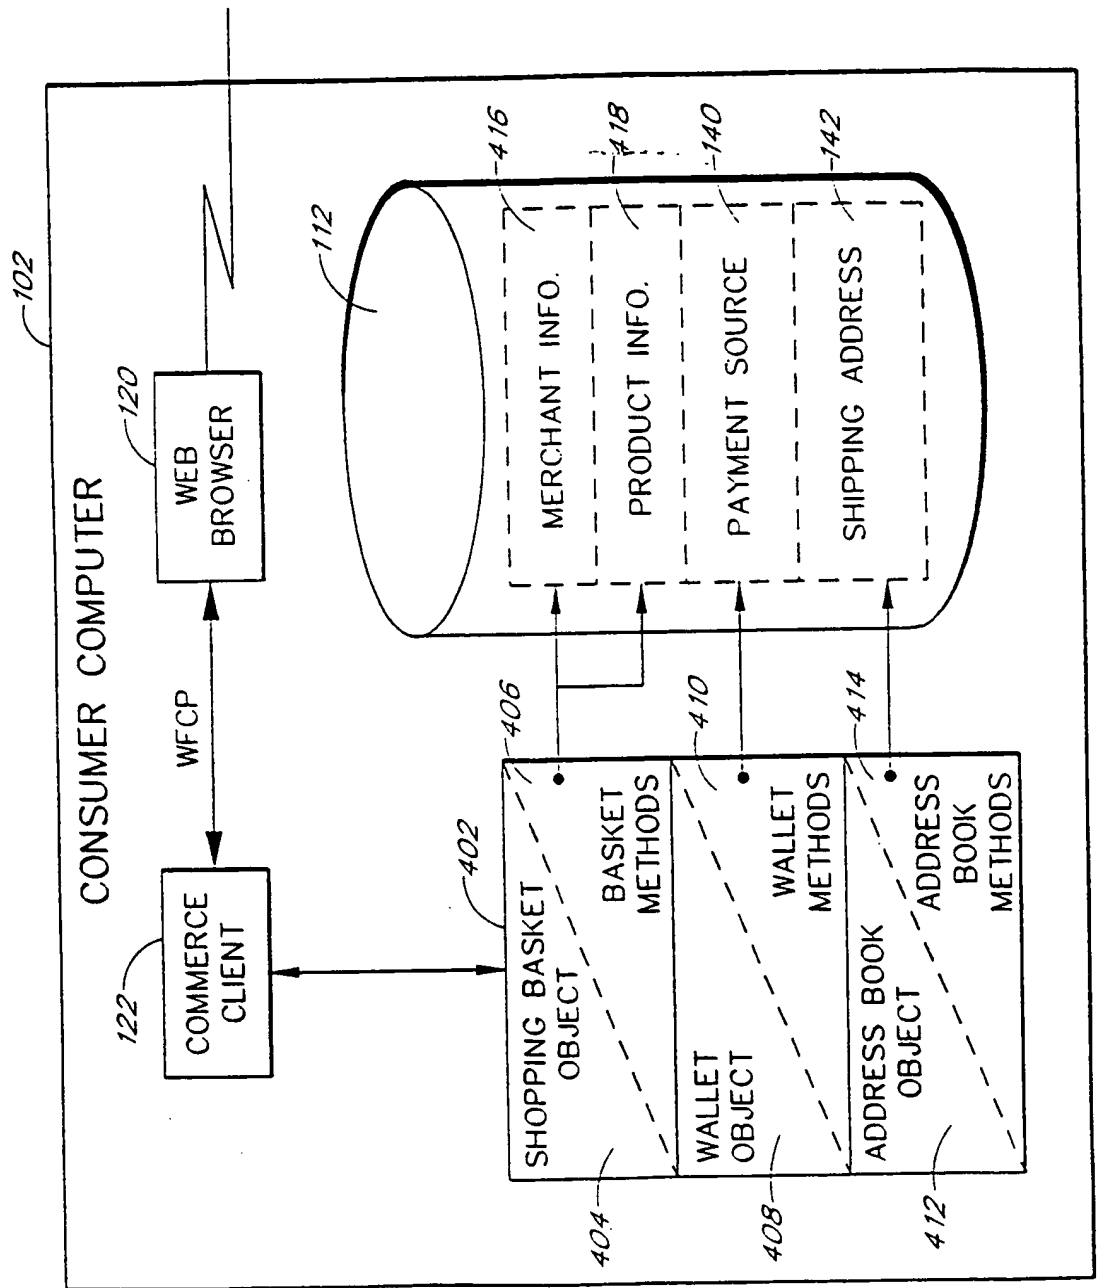 102
CONSUMER COMPUTER
122
COMMERCE
CLIENT
WFCP
120
WEB
BROWSER
402
SHOPPING BASKET
OBJECT
404
406
BASKET
METHODS
WALLET
OBJECT
408
410
WALLET
METHODS
ADDRESS BOOK
OBJECT
412
414
ADDRESS
BOOK
METHODS
112
MERCHANT INFO.
416
PRODUCT INFO.
418
PAYMENT SOURCE
140
SHIPPING ADDRESS
142